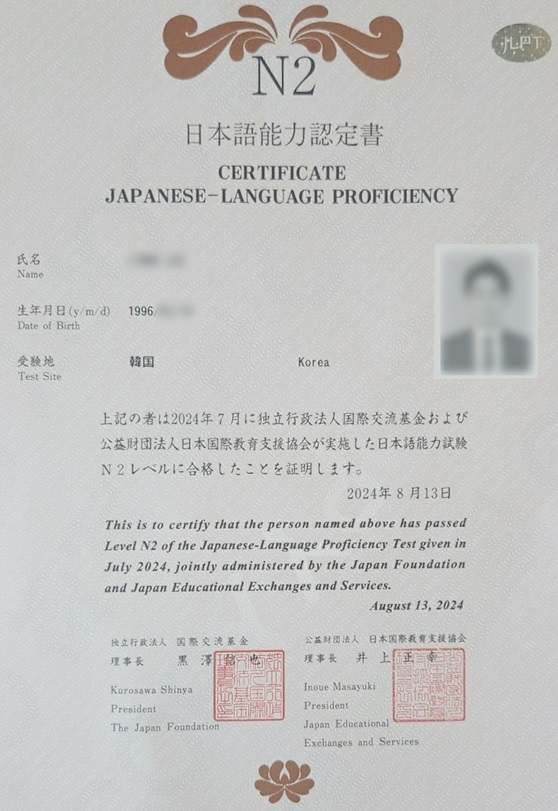 JLPT
N2
日本語能力認定書
CERTIFICATE
JAPANESE-LANGUAGE PROFICIENCY
氏名
Name
生年月日(y/m/d) 1996
Date of Birth
受験地 韓国 Korea
Test Site
上記の者は2024年7月に独立行政法人国際交流基金および
公益財団法人日本国際教育支援協会が実施した日本語能力試験
N2レベルに合格したことを証明します。
2024年8月13日
This is to certify that the person named above has passed
Level N2 of the Japanese-Language Proficiency Test given in
July 2024, jointly administered by the Japan Foundation
and Japan Educational Exchanges and Services.
August 13, 2024
独立行政法人 国際交流基金
理事長 黒澤信也
Kurosawa Shinya
President
The Japan Foundation
公益財団法人 日本国際教育支援協会
理事長 井上正幸
Inoue Masayuki
President
Japan Educational
Exchanges and Services